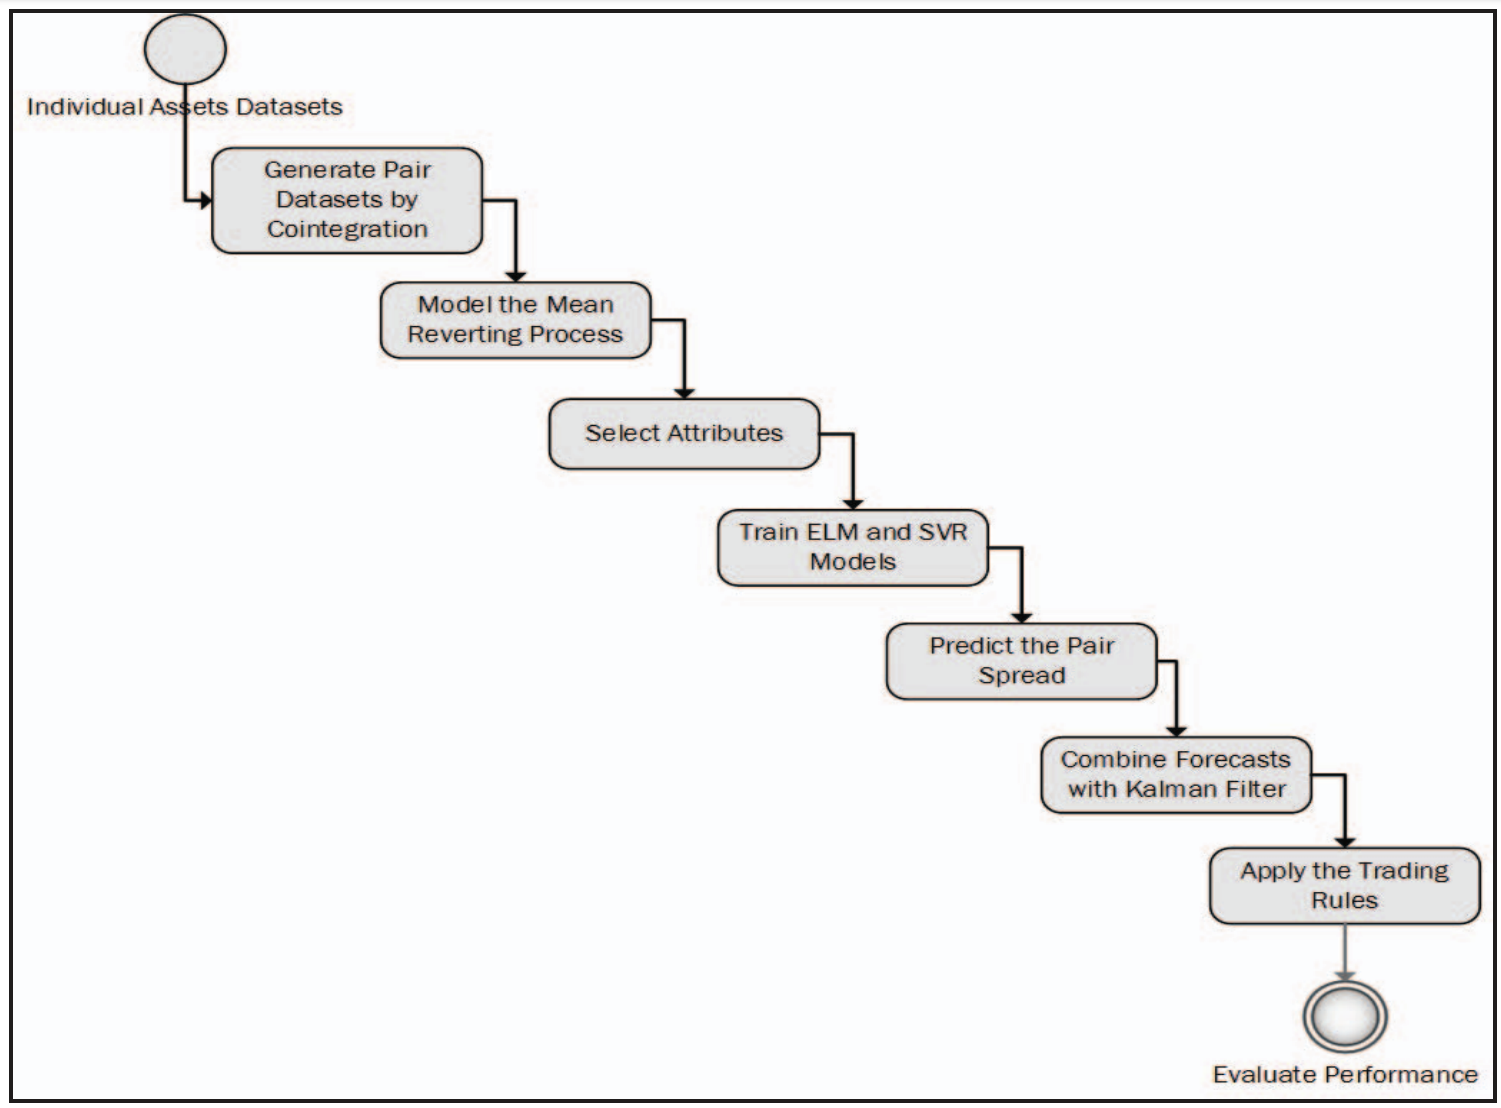 Individual Assets Datasets
Generate Pair
Datasets by
Cointegration
Model the Mean
Reverting Process
Select Attributes
Train ELM and SVR
Models
Predict the Pair
Spread
Combine Forecasts
with Kalman Filter
Apply the Trading
Rules
Evaluate Performance